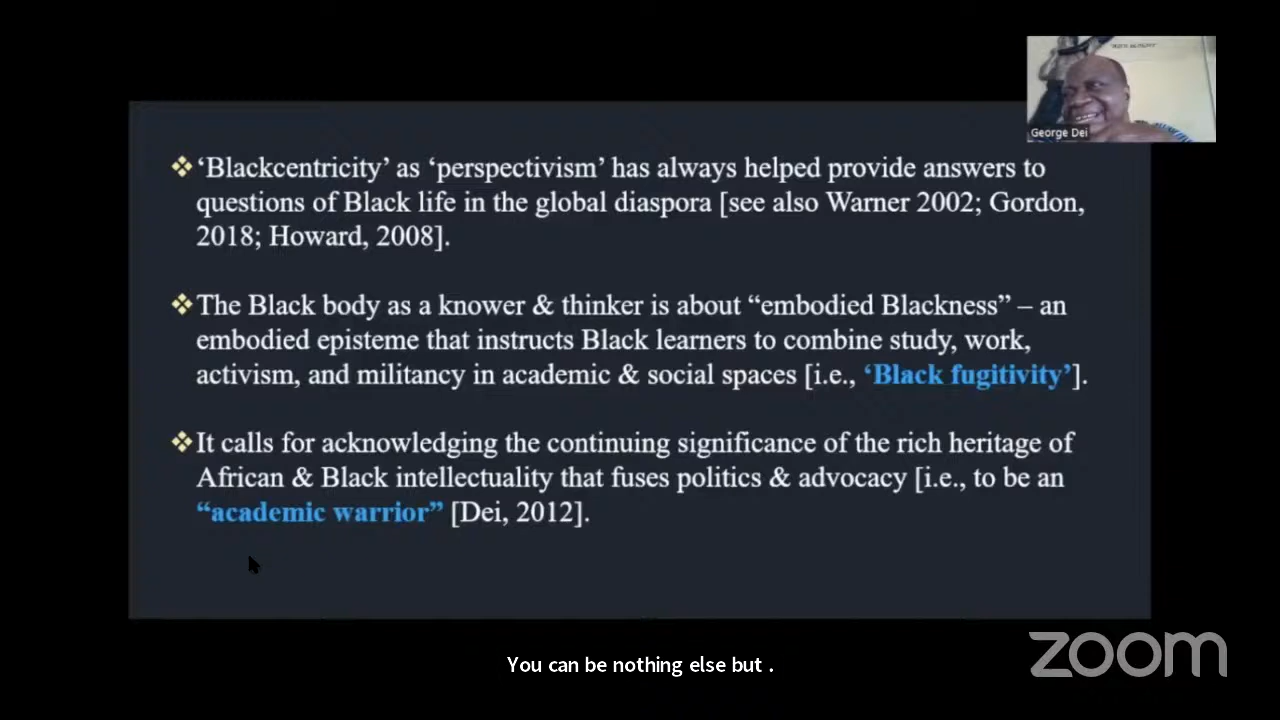 George Dei
‘Blackcentricity’ as ‘perspectivism’ has always helped provide answers to
questions of Black life in the global diaspora [see also Warner 2002; Gordon,
2018; Howard, 2008].
The Black body as a knower & thinker is about “embodied Blackness” – an
embodied episteme that instructs Black learners to combine study, work,
activism, and militancy in academic & social spaces [i.e., ‘Black fugitivity’].
It calls for acknowledging the continuing significance of the rich heritage of
African & Black intellectuality that fuses politics & advocacy [i.e., to be an
“academic warrior” [Dei, 2012].
You can be nothing else but .
zoom